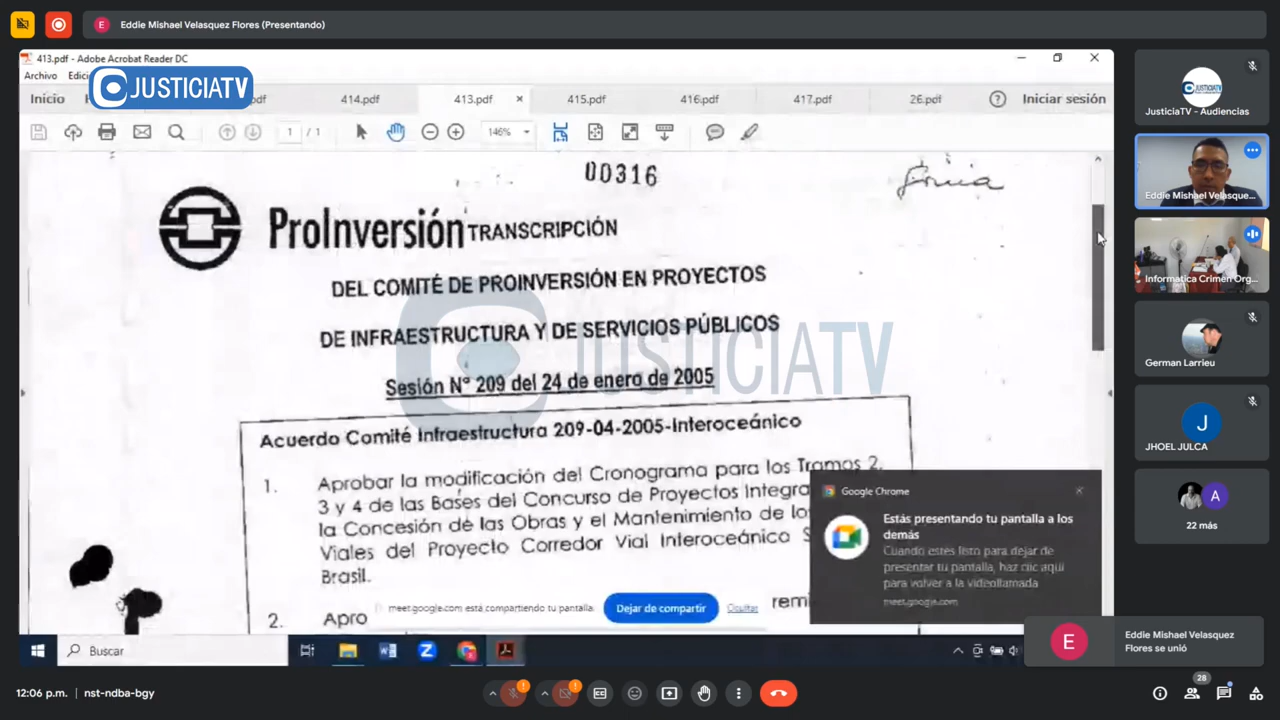 Eddie Mishael Velasquez Flores (Presentando)
413.pdf - Adobe Acrobat Reader DC
Archivo
JUSTICIATV
Inicio
414.pdf
413.pdf
415.pdf
416.pdf
417.pdf
26.pdf
Iniciar sesión
1 / 1
146%
00316
ProInversión TRANSCRIPCIÓN
DEL COMITÉ DE PROINVERSIÓN EN PROYECTOS
DE INFRAESTRUCTURA Y DE SERVICIOS PÚBLICOS
JUSTICIATV
Sesión N° 209 del 24 de enero de 2005
Acuerdo Comité Infraestructura 209-04-2005-Interoceánico
1. Aprobar la modificación del Cronograma para los Tramos 2,
3 y 4 de las Bases del Concurso de Proyectos
la Concesión de las Obras y el Mantenimiento de
Viales del Proyecto Corredor Vial Interoceánico
Brasil.
2.
Google Chrome
Estás presentando tu pantalla a los
demás
Cuando estés listo para dejar de
presentar tu pantalla, haz clic aquí
para volver a la videollamada
meet.google.com
meet.google.com está compartiendo tu pantalla.
Dejar de compartir
Ocultar
Buscar
JusticiaTV - Audiencias
Eddie Mishael Velasque...
Informatica Crimen Org...
German Larrieu
J
JHOEL JULCA
A
22 más
E
Eddie Mishael Velasquez
Flores se unió
12:06 p.m.
nst-ndba-bgy
28